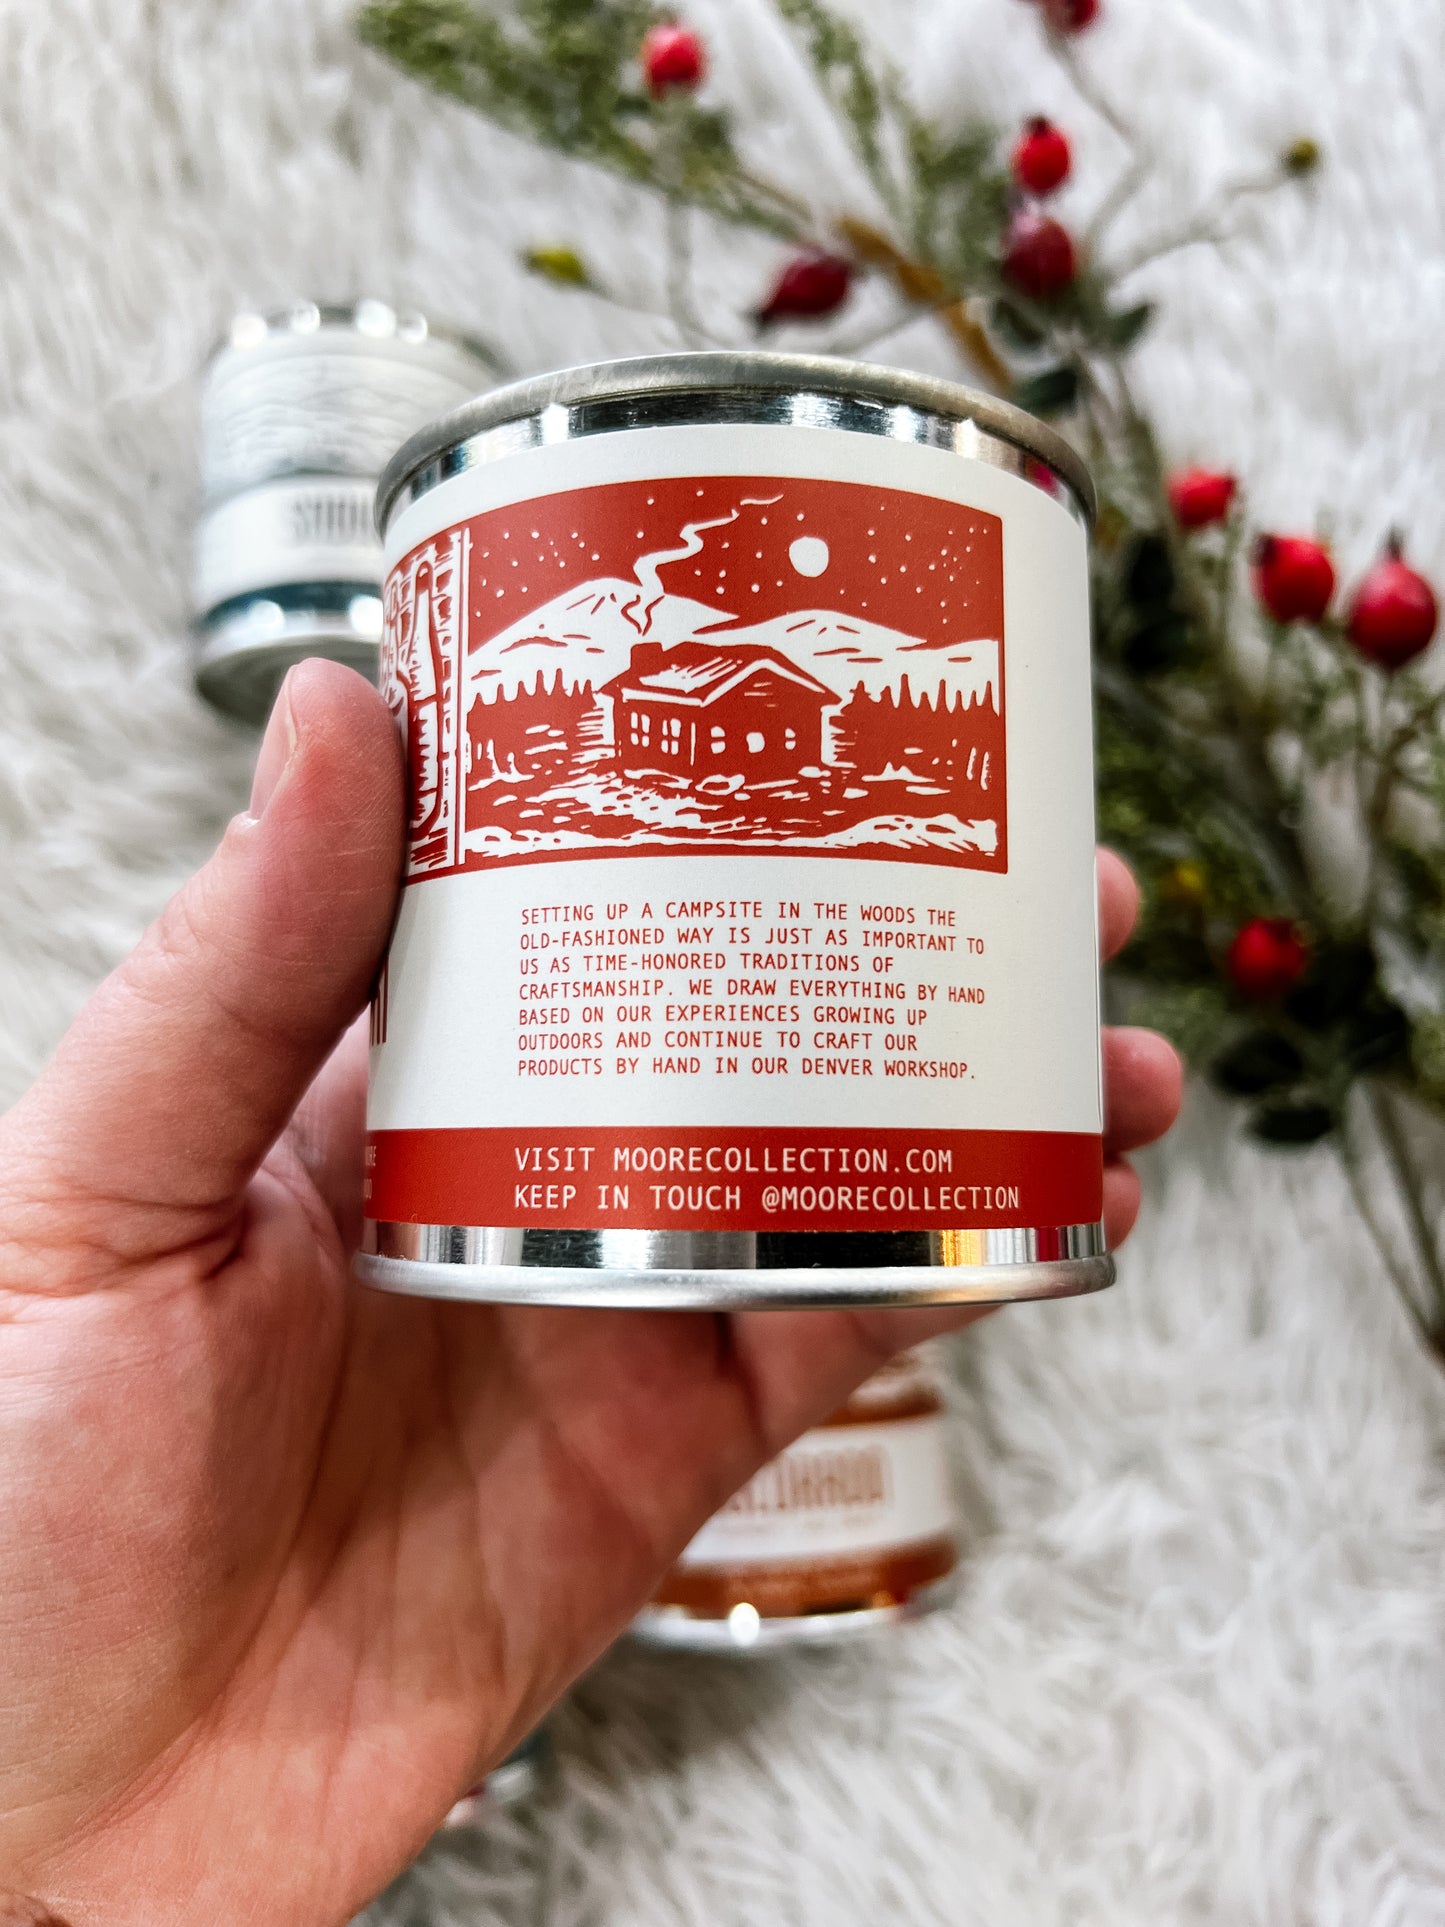 SETTING UP A CAMPSITE IN THE WOODS THE
OLD-FASHIONED WAY IS JUST AS IMPORTANT TO
US AS TIME-HONORED TRADITIONS OF
CRAFTSMANSHIP. WE DRAW EVERYTHING BY HAND
BASED ON OUR EXPERIENCES GROWING UP
OUTDOORS AND CONTINUE TO CRAFT OUR
PRODUCTS BY HAND IN OUR DENVER WORKSHOP.
VISIT MOORECOLLECTION.COM
KEEP IN TOUCH @MOORECOLLECTION